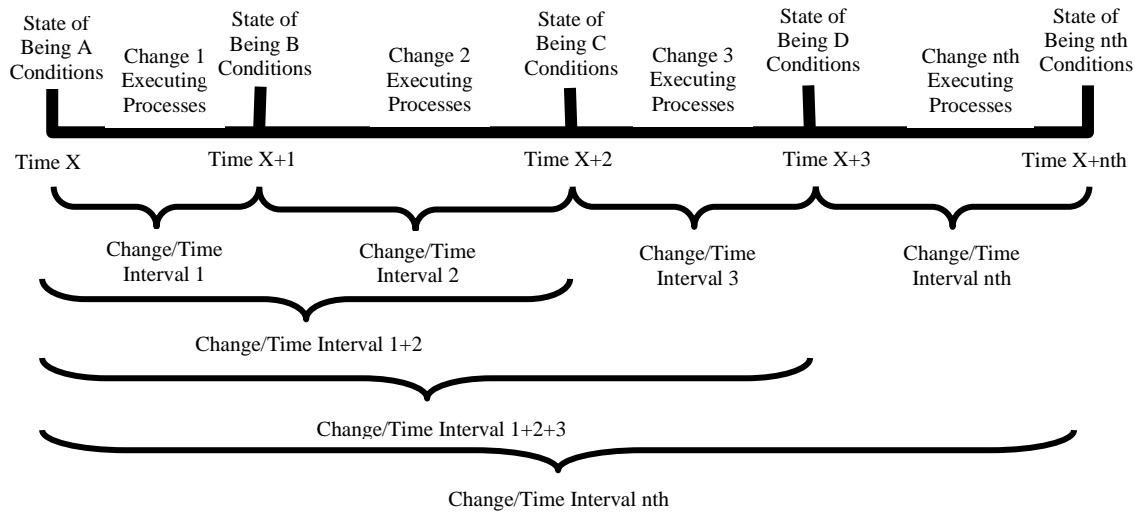 State of
Being A
Conditions
Change 1
Executing
Processes
State of
Being B
Conditions
Change 2
Executing
Processes
State of
Being C
Conditions
Change 3
Executing
Processes
State of
Being D
Conditions
Change nth
Executing
Processes
State of
Being nth
Conditions
Time X
Time X+1
Time X+2
Time X+3
Time X+nth
Change/Time
Interval 1
Change/Time
Interval 2
Change/Time
Interval 3
Change/Time
Interval nth
Change/Time Interval 1+2
Change/Time Interval 1+2+3
Change/Time Interval nth